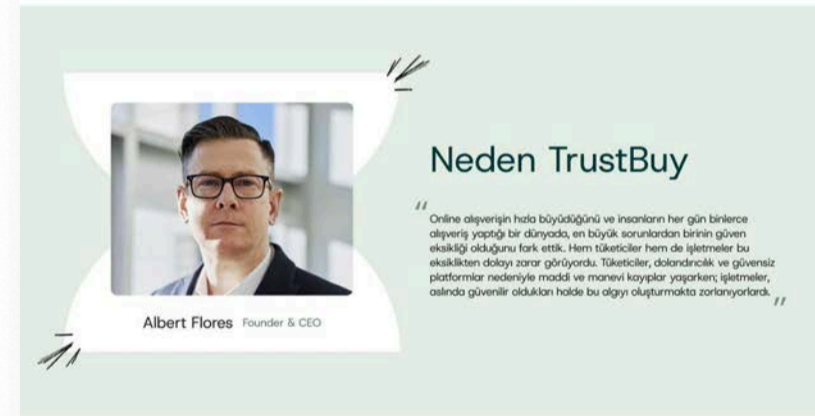 Neden TrustBuy
"
Online alışverişin hızla büyüdüğünü ve insanların her gün binlerce
alışveriş yaptığı bir dünyada, en büyük sorunlardan birinin güven
eksikliği olduğunu fark ettik. Hem tüketiciler hem de işletmeler bu
eksiklikten dolayı zarar görüyordu. Tüketiciler, dolandırıcılık ve güvensiz
platformlar nedeniyle maddi ve manevi kayıplar yaşarken; işletmeler,
aslında güvenilir oldukları halde bu algıyı oluşturmakta zorlanıyorlardı.
"
Albert Flores Founder & CEO